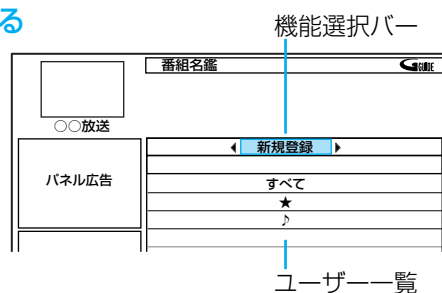 る
機能選択バー
番組名鑑 GGUIDE
○○放送
新規登録
パネル広告
すべて
★
♪
ユーザー一覧